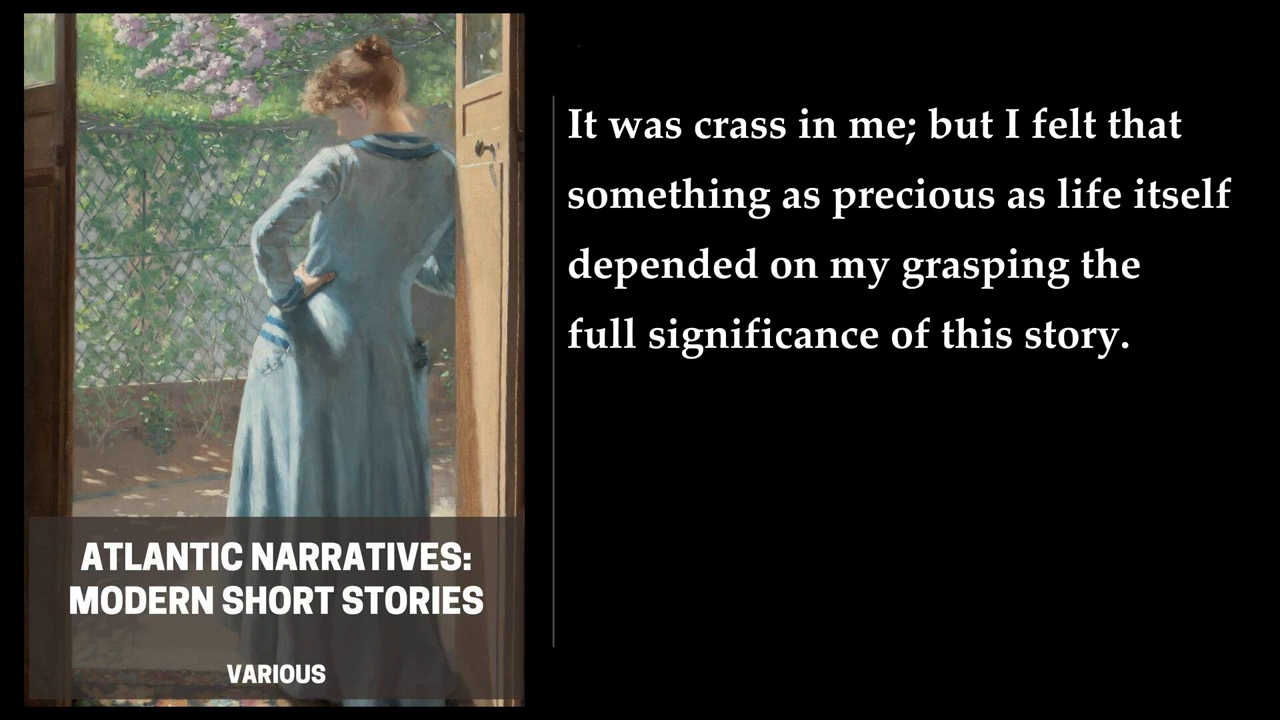 It was crass in me; but I felt that
something as precious as life itself
depended on my grasping the
full significance of this story.
ATLANTIC NARRATIVES:
MODERN SHORT STORIES
VARIOUS